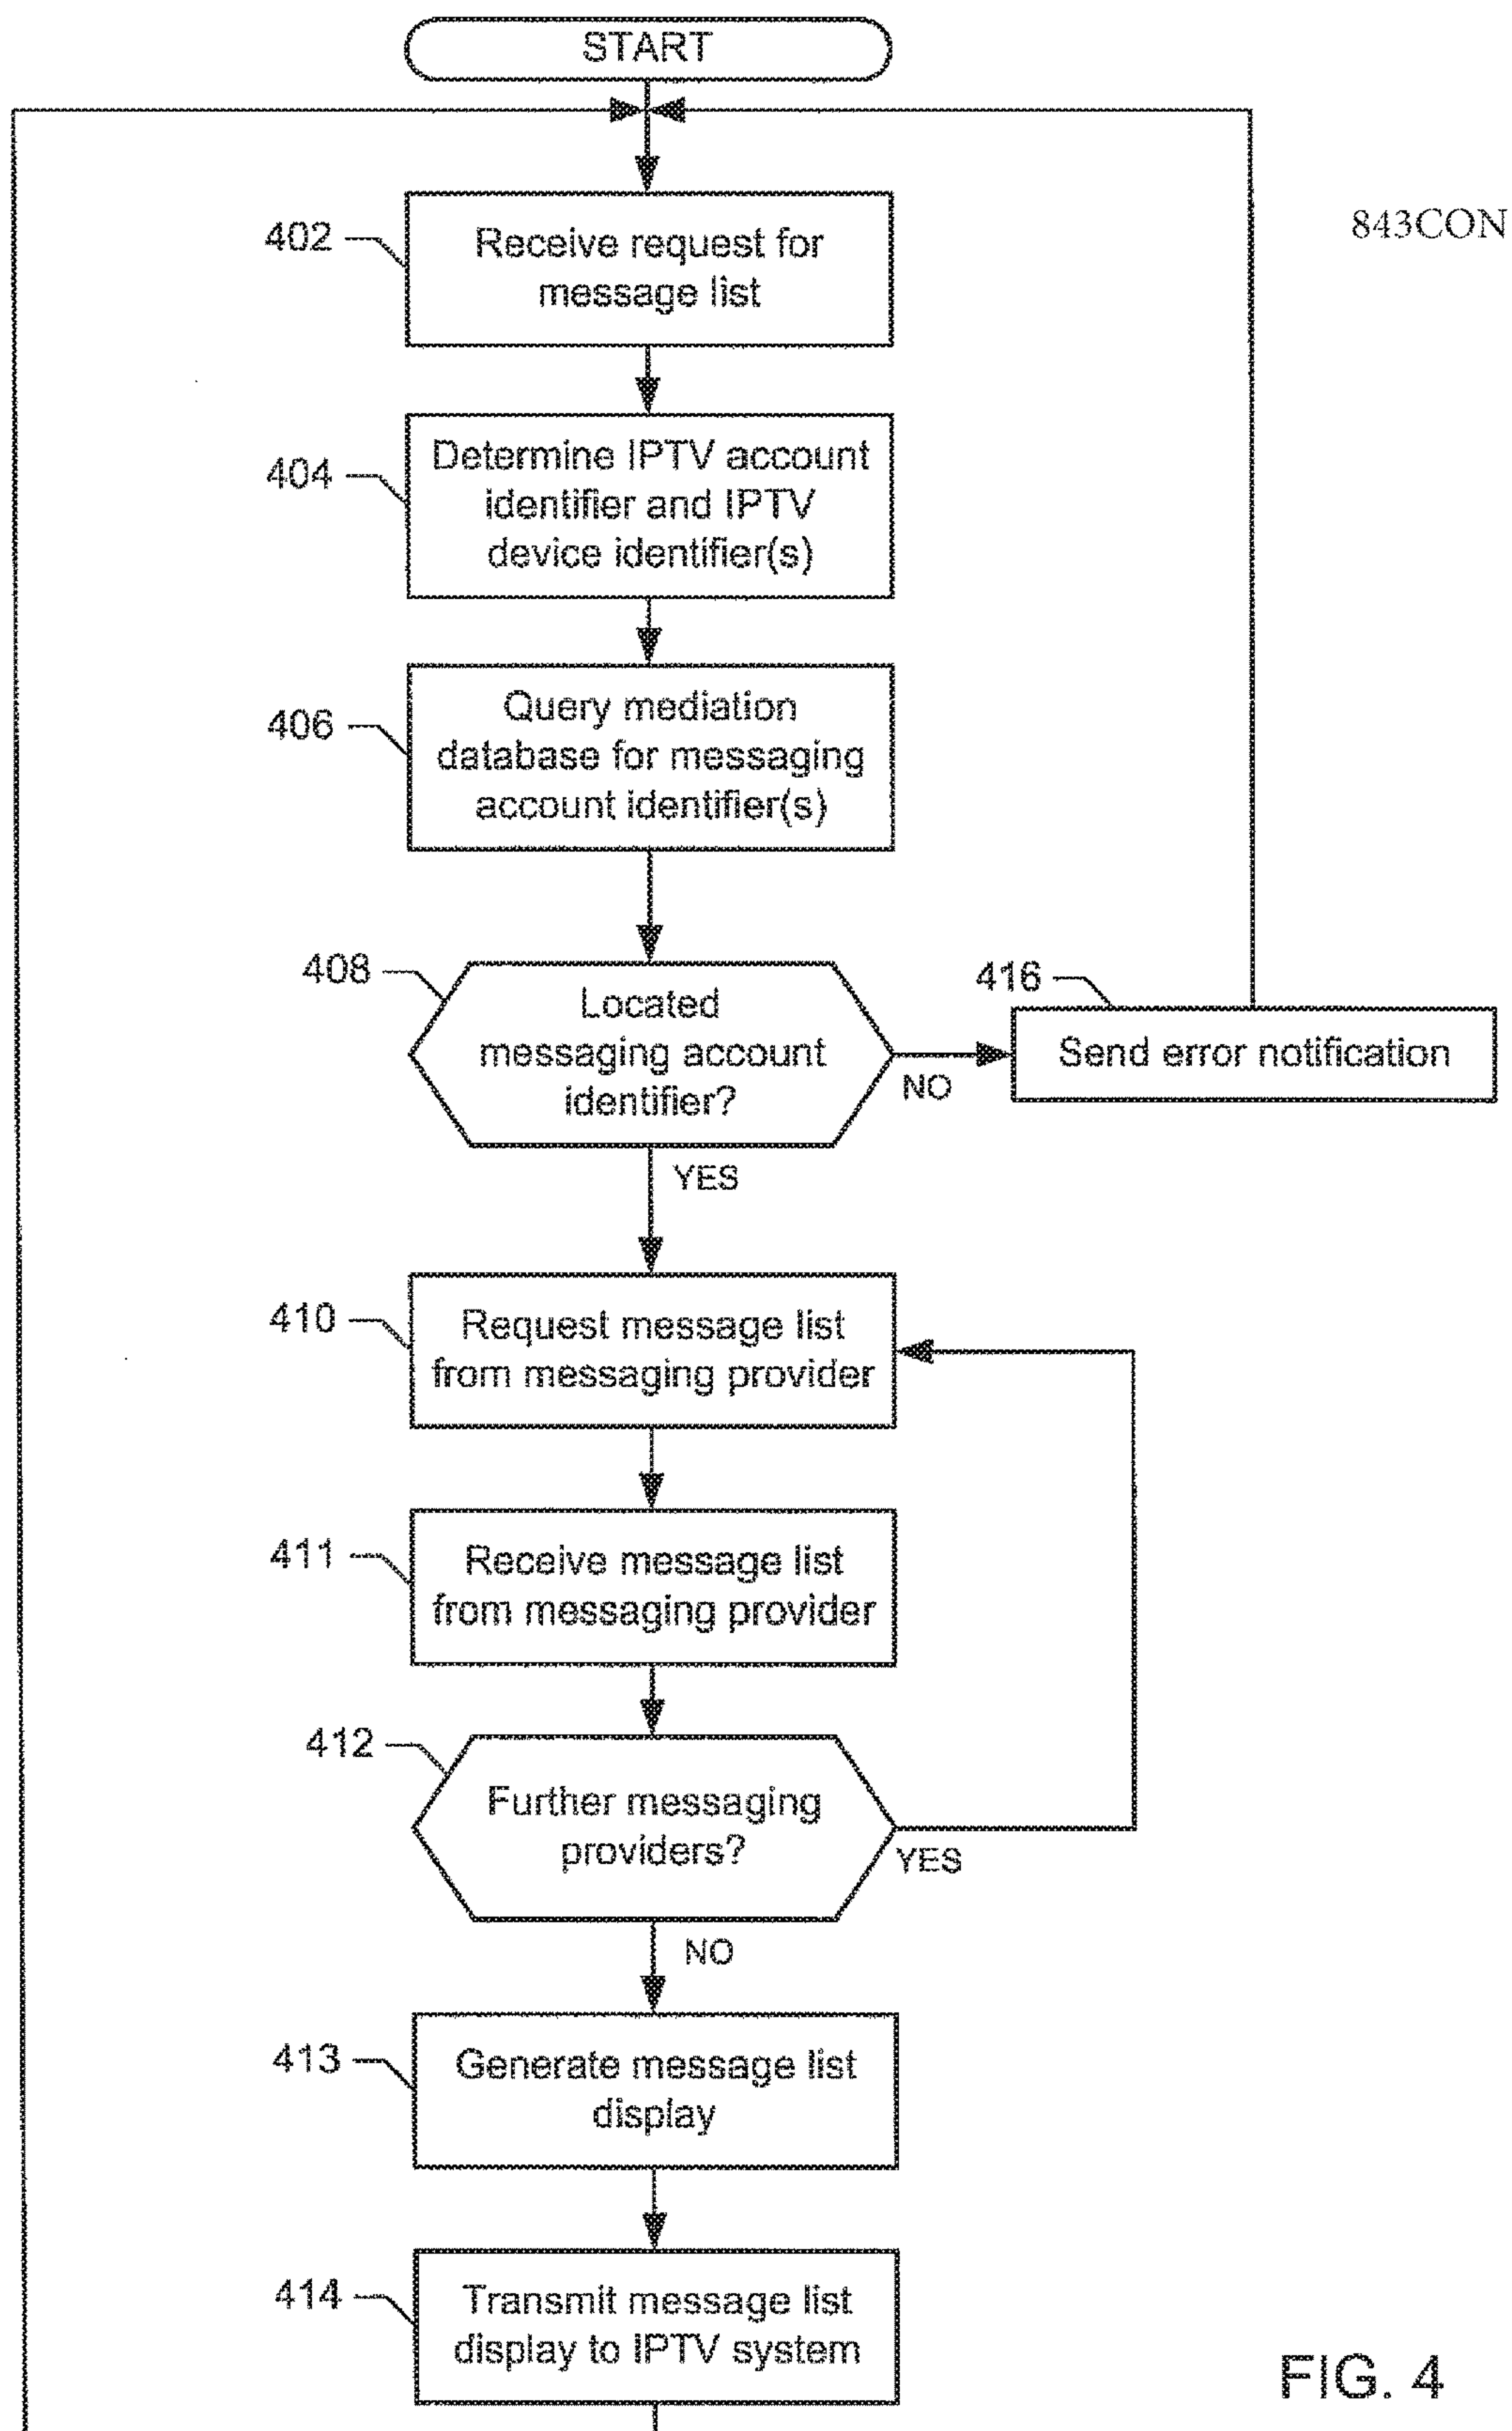 START
843CON
402
Receive request for
message list
404
Determine IPTV account
identifier and IPTV
device identifier(s)
406
Query mediation
database for messaging
account identifier(s)
408
Located
messaging account
identifier?
NO
416
Send error notification
YES
410
Request message list
from messaging provider
411
Receive message list
from messaging provider
412
Further messaging
providers?
YES
NO
413
Generate message list
display
414
Transmit message list
display to IPTV system
FIG. 4